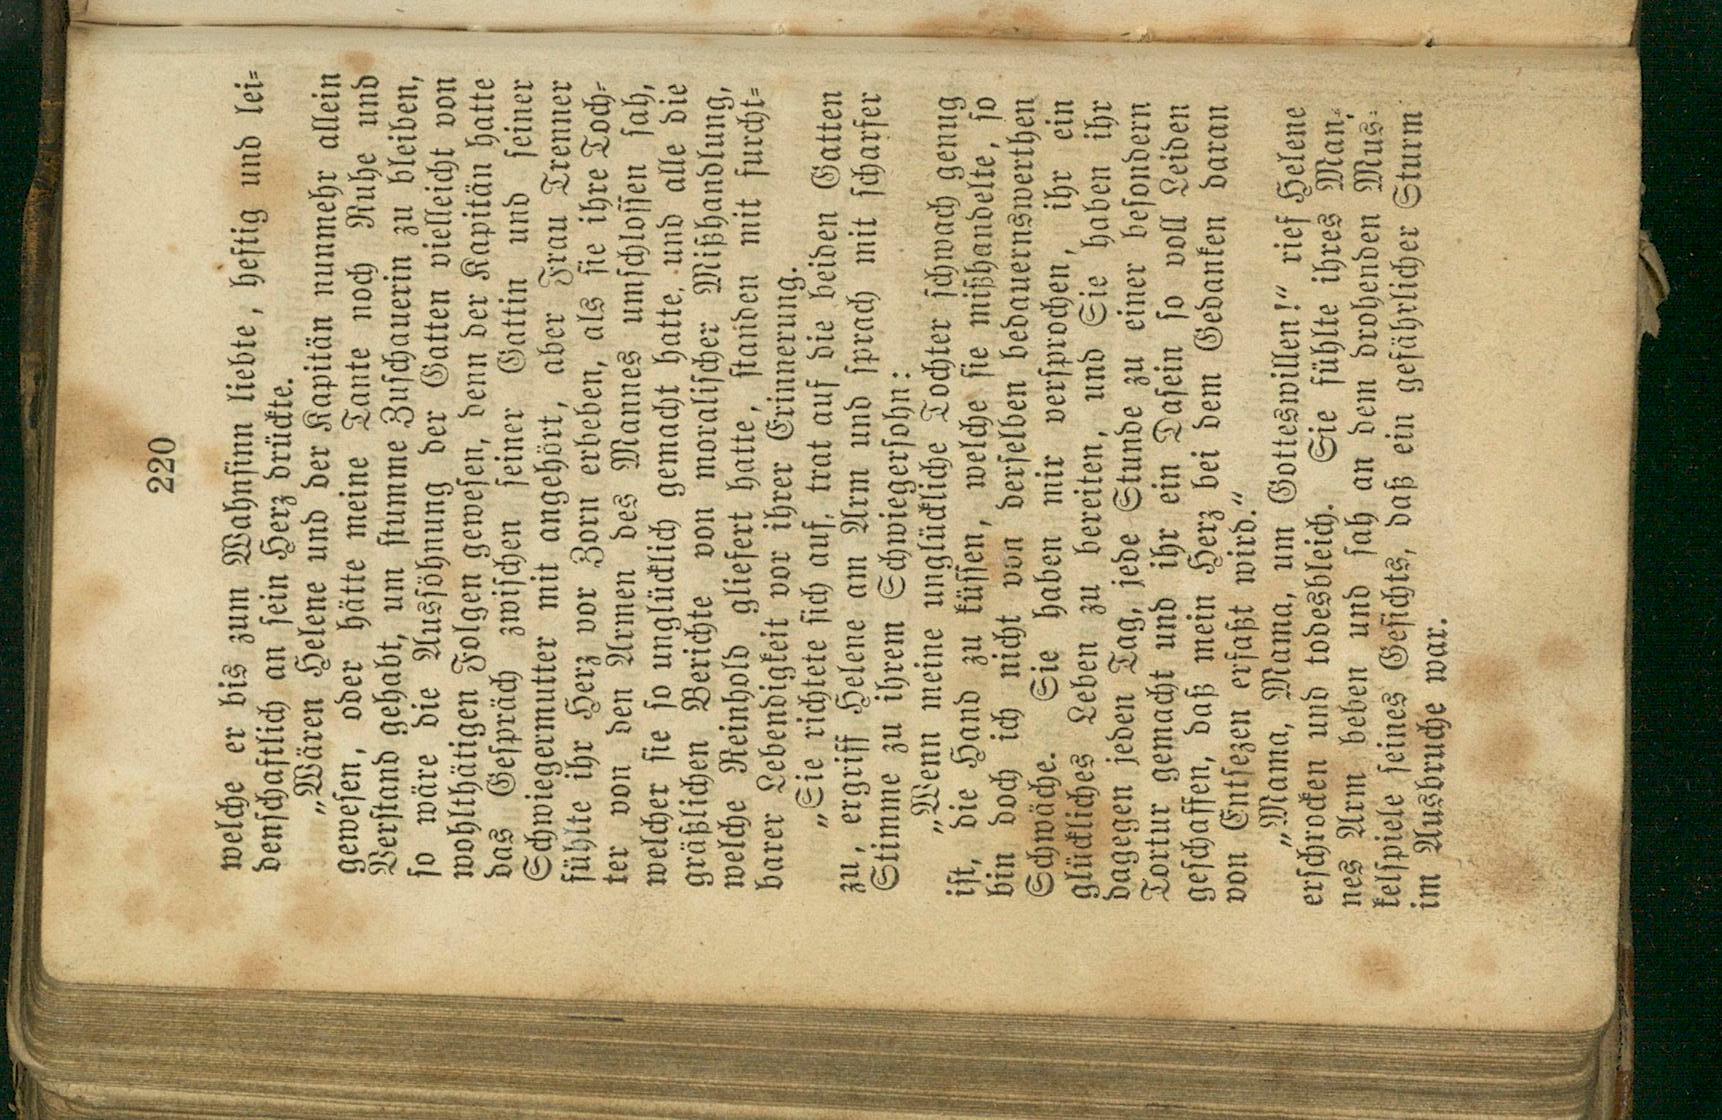 220
welche er bis zum Wahnsinn liebte, heftig und lei-
denschaftlich an sein Herz drückte.
„Wären Helene und der Kapitän nunmehr allein
gewesen, oder hätte meine Tante noch Ruhe und
Verstand gehabt, um stumme Zuschauerin zu bleiben,
so wäre die Aussöhnung der Gatten vielleicht von
wohlthätigen Folgen gewesen, denn der Kapitän hatte
das Gespräch zwischen seiner Gattin und seiner
Schwiegermutter mit angehört, aber Frau Trenner
fühlte ihr Herz vor Zorn erbeben, als sie ihre Toch-
ter von den Armen des Mannes umschlossen sah,
welcher sie so unglücklich gemacht hatte, und alle die
gräßlichen Berichte von moralischer Mißhandlung,
welche Reinhold gliefert hatte, standen mit furcht-
barer Lebendigkeit vor ihrer Erinnerung.
„Sie richtete sich auf, trat auf die beiden Gatten
zu, ergriff Helene am Arm und sprach mit scharfer
Stimme zu ihrem Schwiegersohn:
„Wenn meine unglückliche Tochter schwach genug
ist, die Hand zu küssen, welche sie mißhandelte, so
bin doch ich nicht von derselben bedauernswerthen
Schwäche. Sie haben mir versprochen, ihr ein
glückliches Leben zu bereiten, und Sie haben ihr
dagegen jeden Tag, jede Stunde zu einer besondern
Tortur gemacht und ihr ein Dasein so voll Leiden
geschaffen, daß mein Herz bei dem Gedanken daran
von Entsezen erfaßt wird.“
„Mama, Mama, um Gotteswillen!“ rief Helene
erschrocken und todesbleich. Sie fühlte ihres Man-
nes Arm beben und sah an dem drohenden Mus-
kelspiele seines Gesichts, daß ein gefährlicher Sturm
im Ausbruche war.